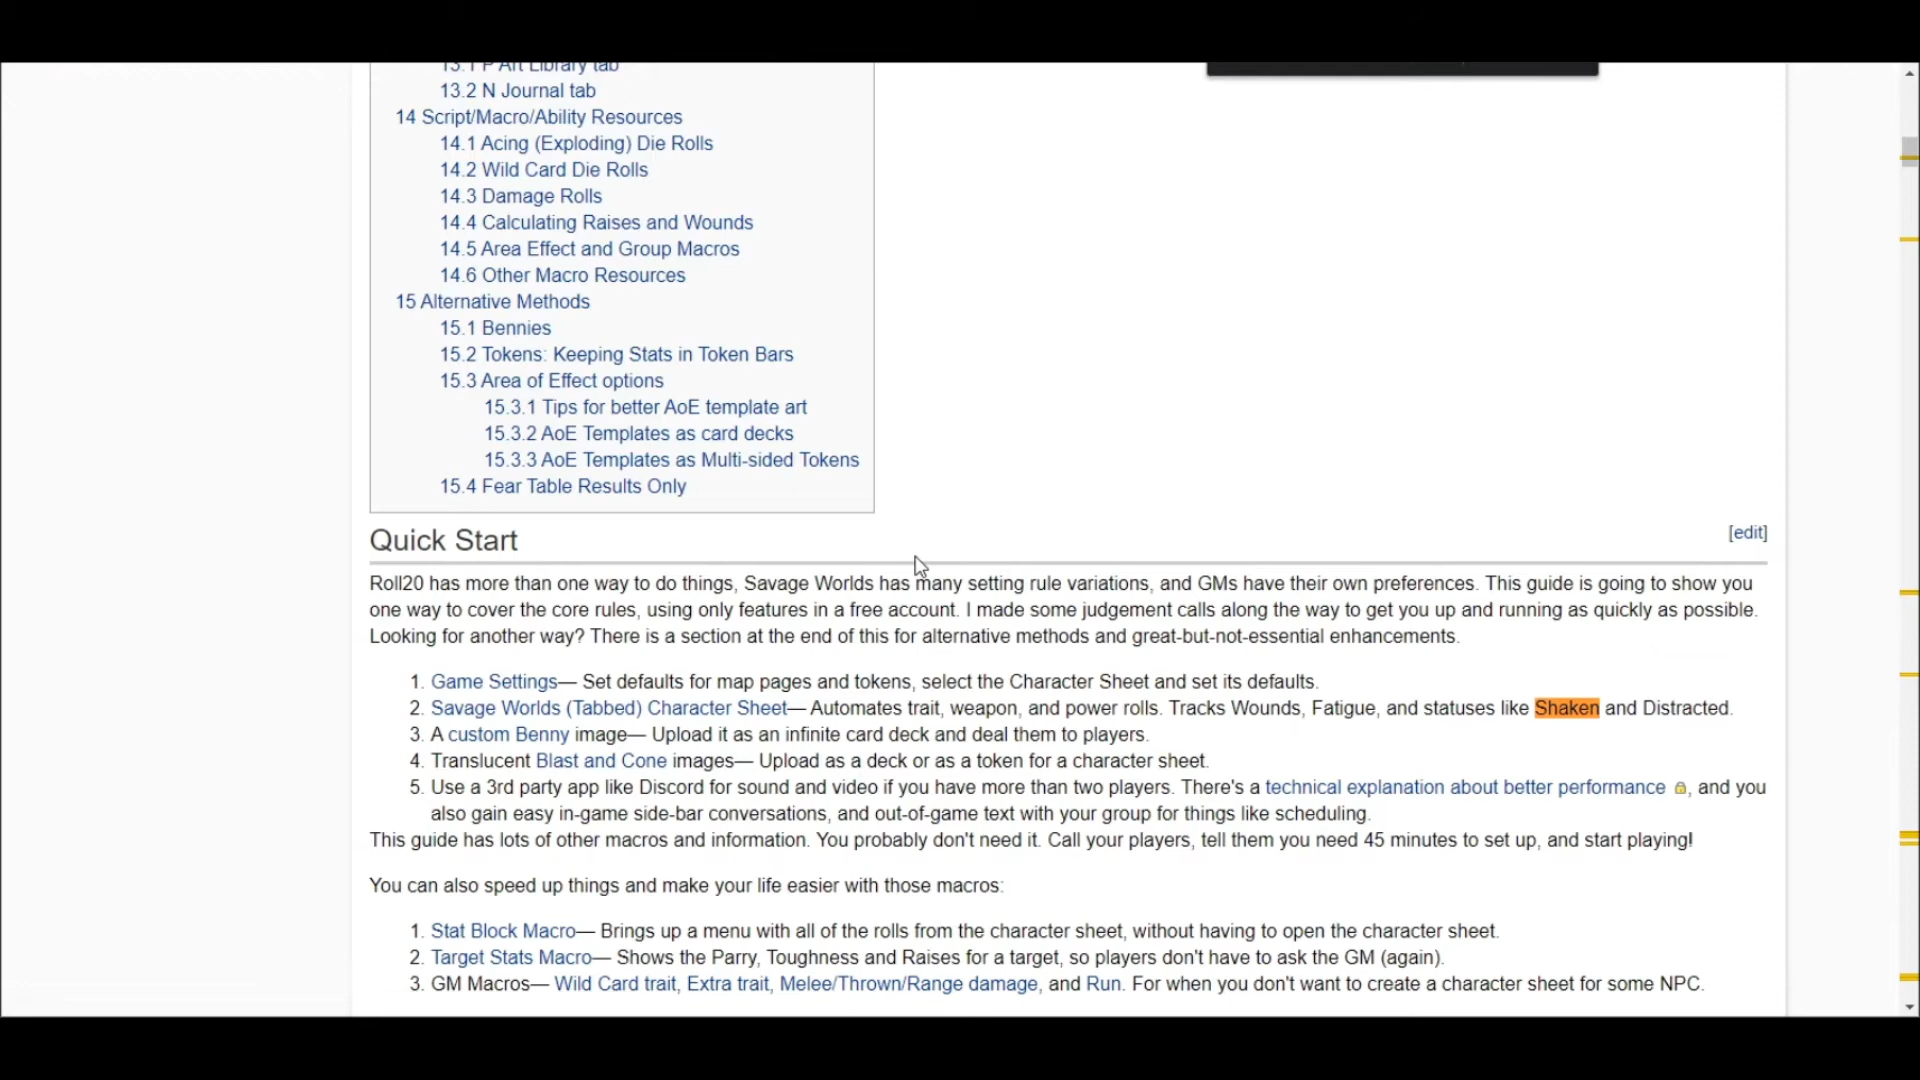 13.1 P Art Library tab
13.2 N Journal tab
14 Script/Macro/Ability Resources
14.1 Acing (Exploding) Die Rolls
14.2 Wild Card Die Rolls
14.3 Damage Rolls
14.4 Calculating Raises and Wounds
14.5 Area Effect and Group Macros
14.6 Other Macro Resources
15 Alternative Methods
15.1 Bennies
15.2 Tokens: Keeping Stats in Token Bars
15.3 Area of Effect options
15.3.1 Tips for better AoE template art
15.3.2 AoE Templates as card decks
15.3.3 AoE Templates as Multi-sided Tokens
15.4 Fear Table Results Only
Quick Start
[edit]
Roll20 has more than one way to do things, Savage Worlds has many setting rule variations, and GMs have their own preferences. This guide is going to show you
one way to cover the core rules, using only features in a free account. I made some judgement calls along the way to get you up and running as quickly as possible.
Looking for another way? There is a section at the end of this for alternative methods and great-but-not-essential enhancements.
1. Game Settings— Set defaults for map pages and tokens, select the Character Sheet and set its defaults.
2. Savage Worlds (Tabbed) Character Sheet— Automates trait, weapon, and power rolls. Tracks Wounds, Fatigue, and statuses like Shaken and Distracted.
3. A custom Benny image— Upload it as an infinite card deck and deal them to players.
4. Translucent Blast and Cone images— Upload as a deck or as a token for a character sheet.
5. Use a 3rd party app like Discord for sound and video if you have more than two players. There's a technical explanation about better performance, and you
also gain easy in-game side-bar conversations, and out-of-game text with your group for things like scheduling.
This guide has lots of other macros and information. You probably don't need it. Call your players, tell them you need 45 minutes to set up, and start playing!
You can also speed up things and make your life easier with those macros:
1. Stat Block Macro— Brings up a menu with all of the rolls from the character sheet, without having to open the character sheet.
2. Target Stats Macro— Shows the Parry, Toughness and Raises for a target, so players don't have to ask the GM (again).
3. GM Macros— Wild Card trait, Extra trait, Melee/Thrown/Range damage, and Run. For when you don't want to create a character sheet for some NPC.